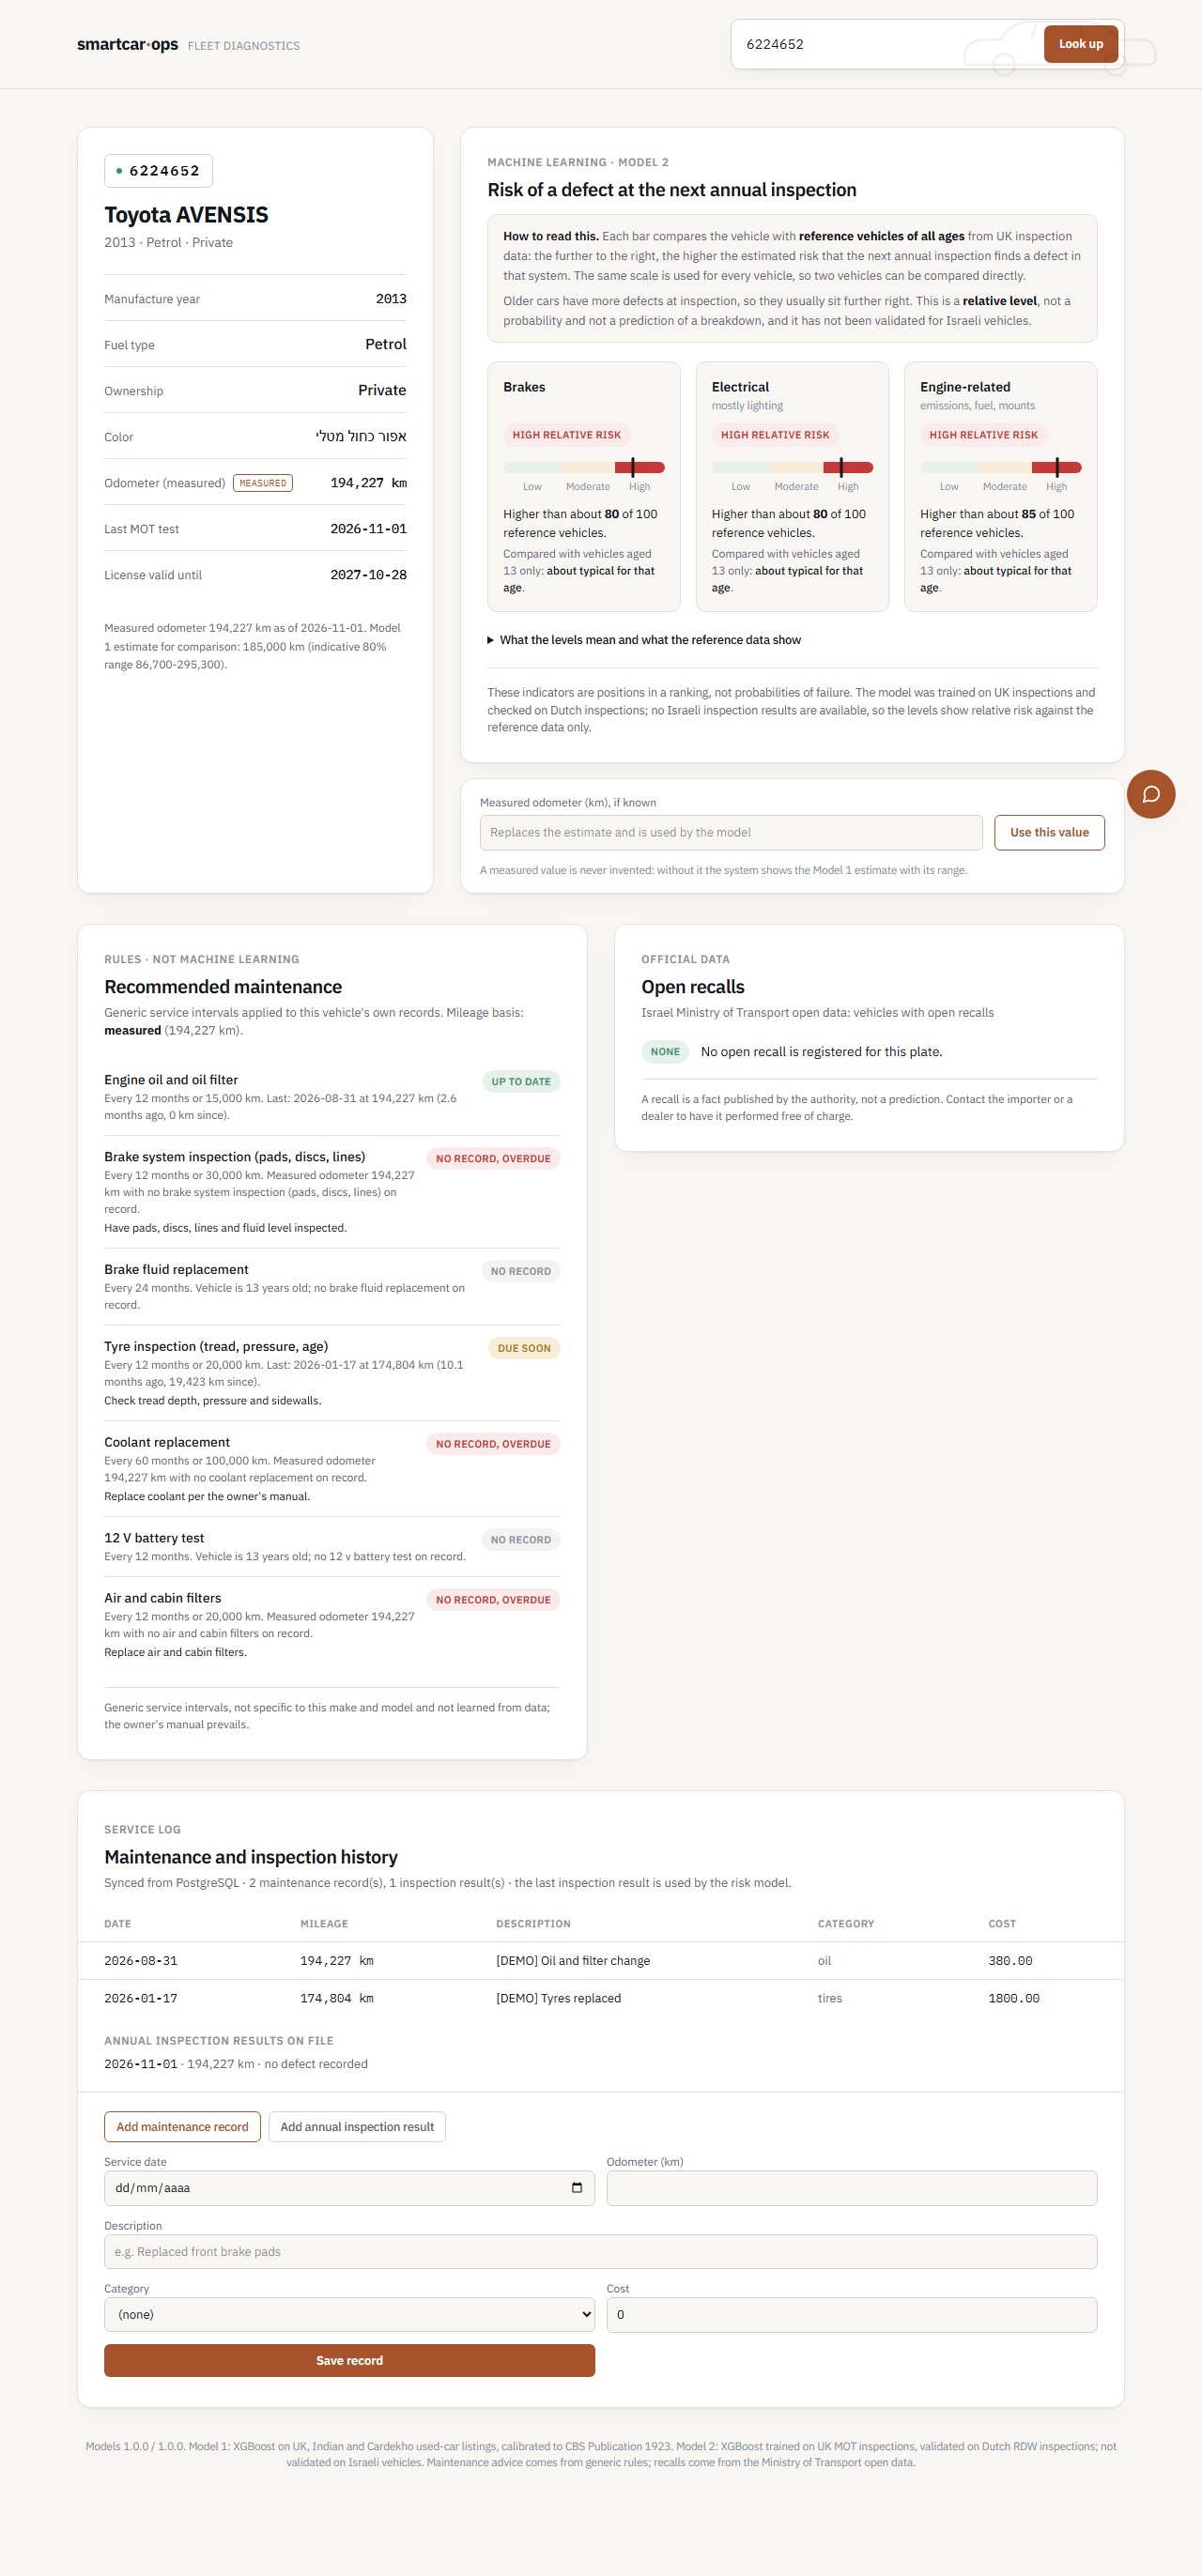 smartcar·ops FLEET DIAGNOSTICS
6224652
Look up
6224652
Toyota AVENSIS
2013 · Petrol · Private
Manufacture year 2013
Fuel type Petrol
Ownership Private
Color אפור כחול מטלי
Odometer (measured) MEASURED 194,227 km
Last MOT test 2026-11-01
License valid until 2027-10-28
Measured odometer 194,227 km as of 2026-11-01. Model
1 estimate for comparison: 185,000 km (indicative 80%
range 86,700-295,300).
MACHINE LEARNING · MODEL 2
Risk of a defect at the next annual inspection
How to read this. Each bar compares the vehicle with reference vehicles of all ages from UK inspection
data: the further to the right, the higher the estimated risk that the next annual inspection finds a defect in
that system. The same scale is used for every vehicle, so two vehicles can be compared directly.
Older cars have more defects at inspection, so they usually sit further right. This is a relative level, not a
probability and not a prediction of a breakdown, and it has not been validated for Israeli vehicles.
Brakes
HIGH RELATIVE RISK
Low Moderate High
Higher than about 80 of 100
reference vehicles.
Compared with vehicles aged
13 only: about typical for that
age.
Electrical
mostly lighting
HIGH RELATIVE RISK
Low Moderate High
Higher than about 80 of 100
reference vehicles.
Compared with vehicles aged
13 only: about typical for that
age.
Engine-related
emissions, fuel, mounts
HIGH RELATIVE RISK
Low Moderate High
Higher than about 85 of 100
reference vehicles.
Compared with vehicles aged
13 only: about typical for that
age.
▶ What the levels mean and what the reference data show
These indicators are positions in a ranking, not probabilities of failure. The model was trained on UK inspections and
checked on Dutch inspections; no Israeli inspection results are available, so the levels show relative risk against the
reference data only.
Measured odometer (km), if known
Replaces the estimate and is used by the model
Use this value
A measured value is never invented: without it the system shows the Model 1 estimate with its range.
RULES · NOT MACHINE LEARNING
Recommended maintenance
Generic service intervals applied to this vehicle's own records. Mileage basis:
measured (194,227 km).
Engine oil and oil filter UP TO DATE
Every 12 months or 15,000 km. Last: 2026-08-31 at 194,227 km (2.6
months ago, 0 km since).
Brake system inspection (pads, discs, lines) NO RECORD, OVERDUE
Every 12 months or 30,000 km. Measured odometer 194,227
km with no brake system inspection (pads, discs, lines) on
record.
Have pads, discs, lines and fluid level inspected.
Brake fluid replacement NO RECORD
Every 24 months. Vehicle is 13 years old; no brake fluid replacement on
record.
Tyre inspection (tread, pressure, age) DUE SOON
Every 12 months or 20,000 km. Last: 2026-01-17 at 174,804 km (10.1
months ago, 19,423 km since).
Check tread depth, pressure and sidewalls.
Coolant replacement NO RECORD, OVERDUE
Every 60 months or 100,000 km. Measured odometer
194,227 km with no coolant replacement on record.
Replace coolant per the owner's manual.
12 V battery test NO RECORD
Every 12 months. Vehicle is 13 years old; no 12 v battery test on record.
Air and cabin filters NO RECORD, OVERDUE
Every 12 months or 20,000 km. Measured odometer 194,227
km with no air and cabin filters on record.
Replace air and cabin filters.
Generic service intervals, not specific to this make and model and not learned from data;
the owner's manual prevails.
OFFICIAL DATA
Open recalls
Israel Ministry of Transport open data: vehicles with open recalls
NONE No open recall is registered for this plate.
A recall is a fact published by the authority, not a prediction. Contact the importer or a
dealer to have it performed free of charge.
SERVICE LOG
Maintenance and inspection history
Synced from PostgreSQL · 2 maintenance record(s), 1 inspection result(s) · the last inspection result is used by the risk model.
DATE MILEAGE DESCRIPTION CATEGORY COST
2026-08-31 194,227 km [DEMO] Oil and filter change oil 380.00
2026-01-17 174,804 km [DEMO] Tyres replaced tires 1800.00
ANNUAL INSPECTION RESULTS ON FILE
2026-11-01 · 194,227 km · no defect recorded
Add maintenance record Add annual inspection result
Service date Odometer (km)
dd/mm/aaaa
Description
e.g. Replaced front brake pads
Category Cost
(none) 0
Save record
Models 1.0.0 / 1.0.0. Model 1: XGBoost on UK, Indian and Cardekho used-car listings, calibrated to CBS Publication 1923. Model 2: XGBoost trained on UK MOT inspections, validated on Dutch RDW inspections; not
validated on Israeli vehicles. Maintenance advice comes from generic rules; recalls come from the Ministry of Transport open data.